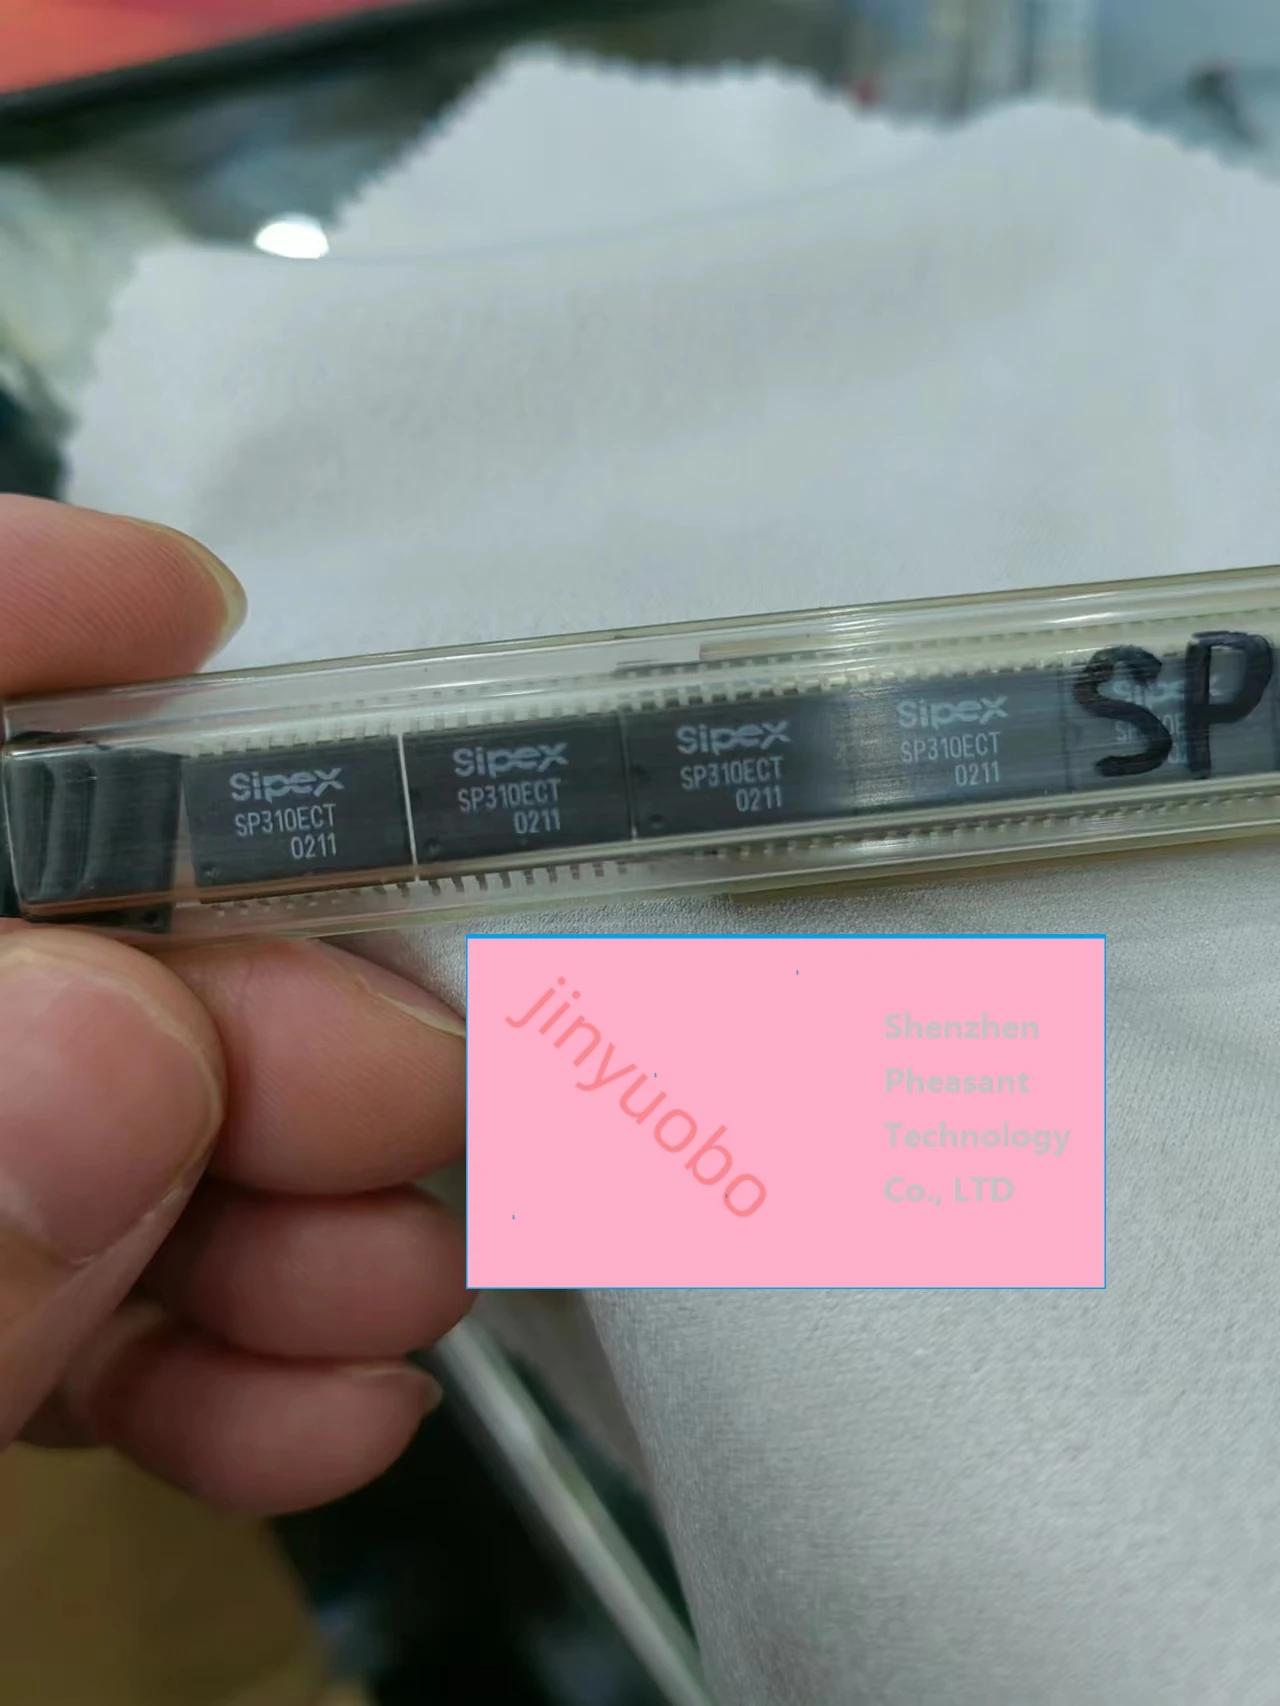 Sipex
SP310ECT
0211
Sipex
SP310ECT
0211
Sipex
SP310ECT
0211
Sipex
SP310ECT
0211
SP
jinyuobo
Shenzhen
Pheasant
Technology
Co., LTD